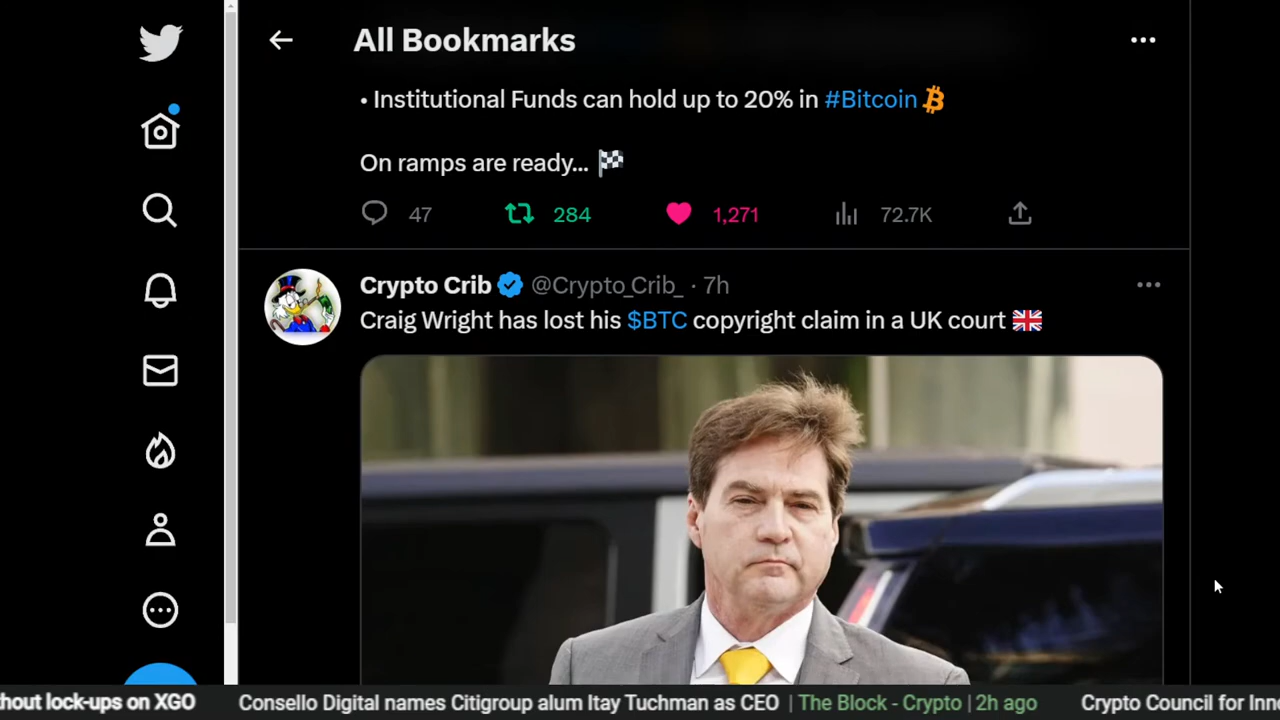 All Bookmarks
• Institutional Funds can hold up to 20% in #Bitcoin
On ramps are ready... 🏁
47 284 1,271 72.7K
Crypto Crib @Crypto_Crib_ · 7h
Craig Wright has lost his $BTC copyright claim in a UK court 🇬🇧
hout lock-ups on XGO Consello Digital names Citigroup alum Itay Tuchman as CEO | The Block - Crypto | 2h ago Crypto Council for Inn